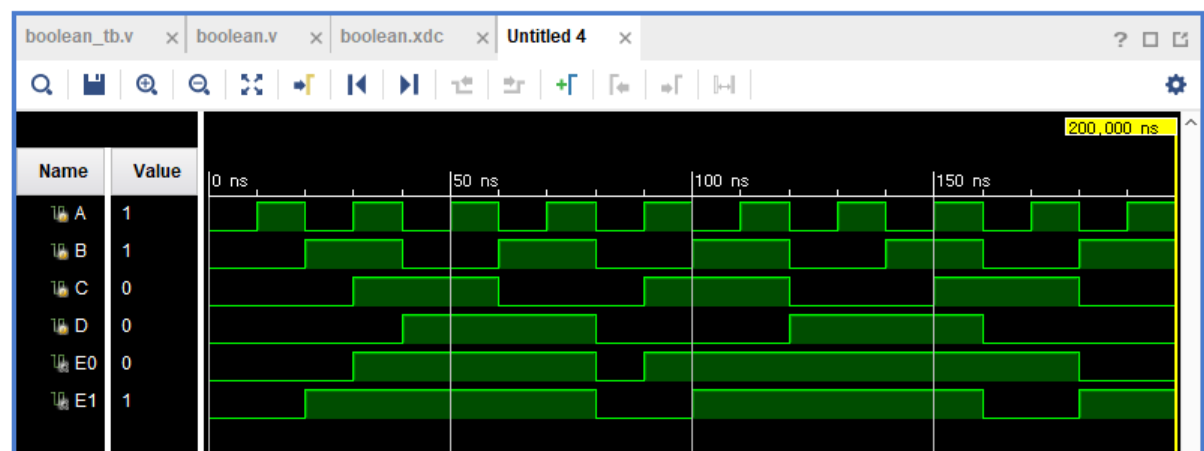 boolean_tb.v × boolean.v × boolean.xdc × Untitled 4 × ?
200,000 ns
Name Value 0 ns 50 ns 100 ns 150 ns
A 1
B 1
C 0
D 0
E0 0
E1 1